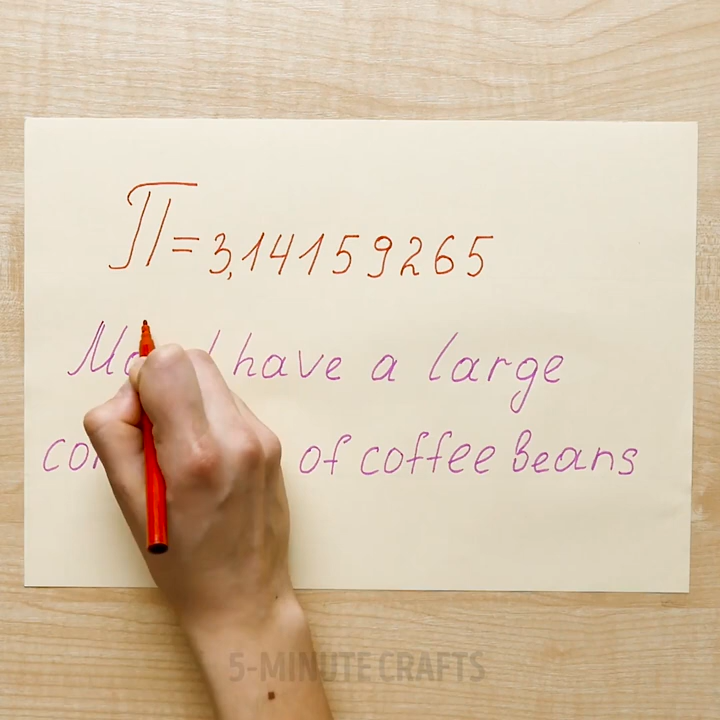 π=3,14159265
I have a large
of coffee beans
5-MINUTE CRAFTS